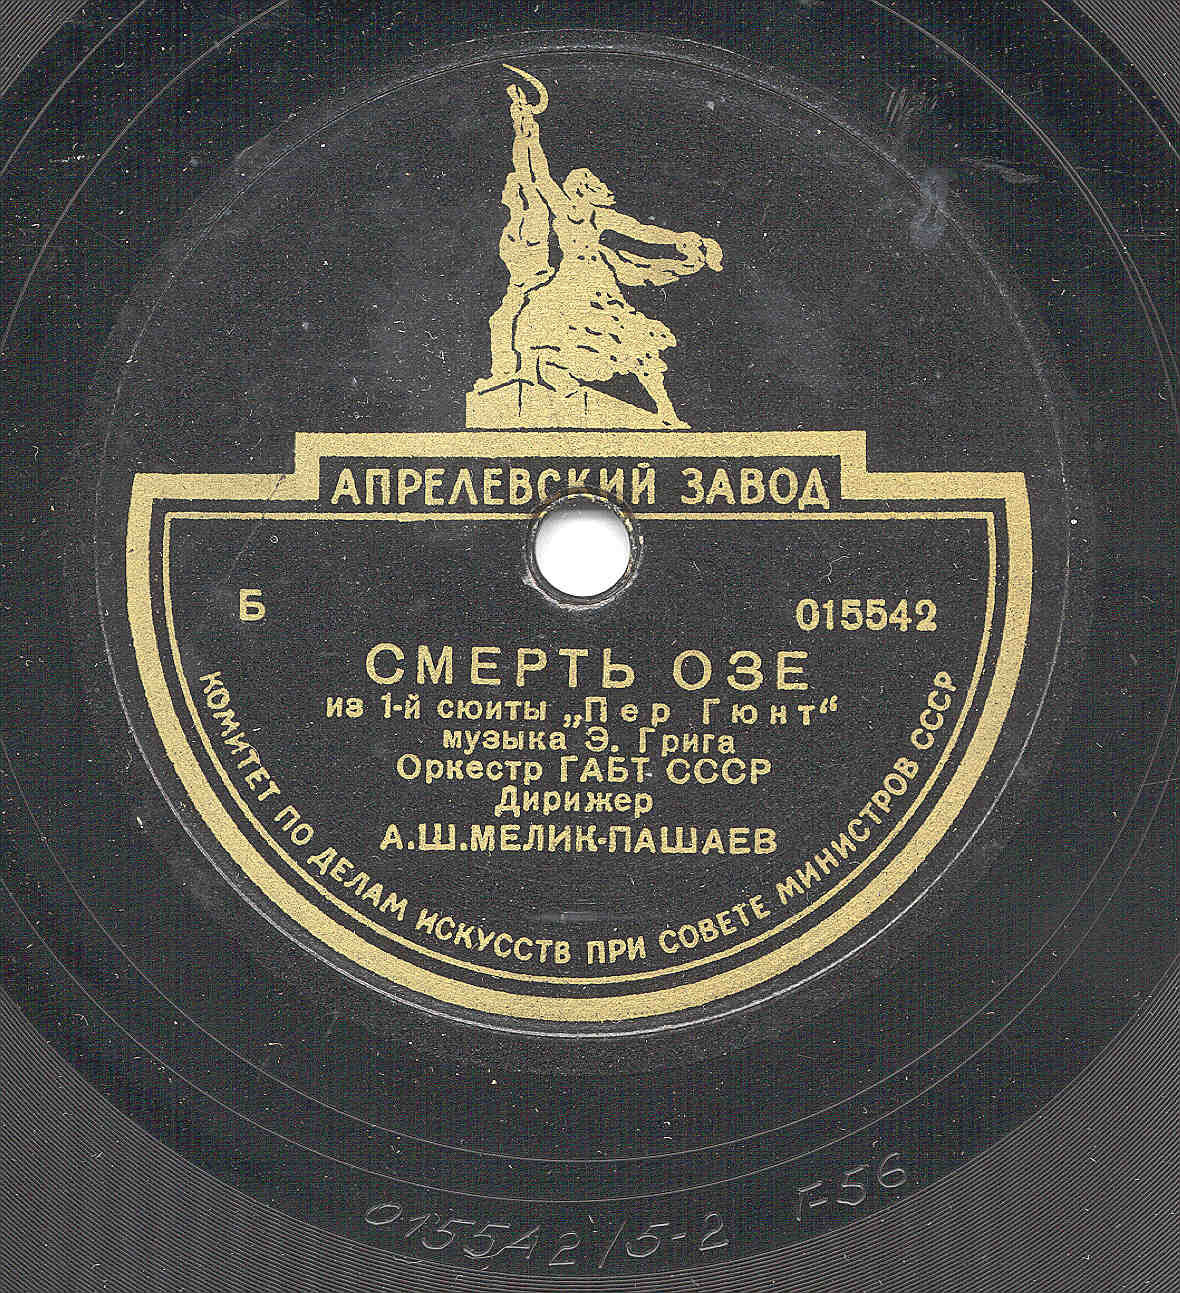 АПРЕЛЕВСКИЙ ЗАВОД
Б 015542
СМЕРТЬ ОЗЕ
из 1-й сюиты „Пер Гюнт“
музыка Э. Грига
Оркестр ГАБТ СССР
Дирижер
А.Ш.МЕЛИК-ПАШАЕВ
КОМИТЕТ ПО ДЕЛАМ ИСКУССТВ ПРИ СОВЕТЕ МИНИСТРОВ СССР
015542/5-2 F56